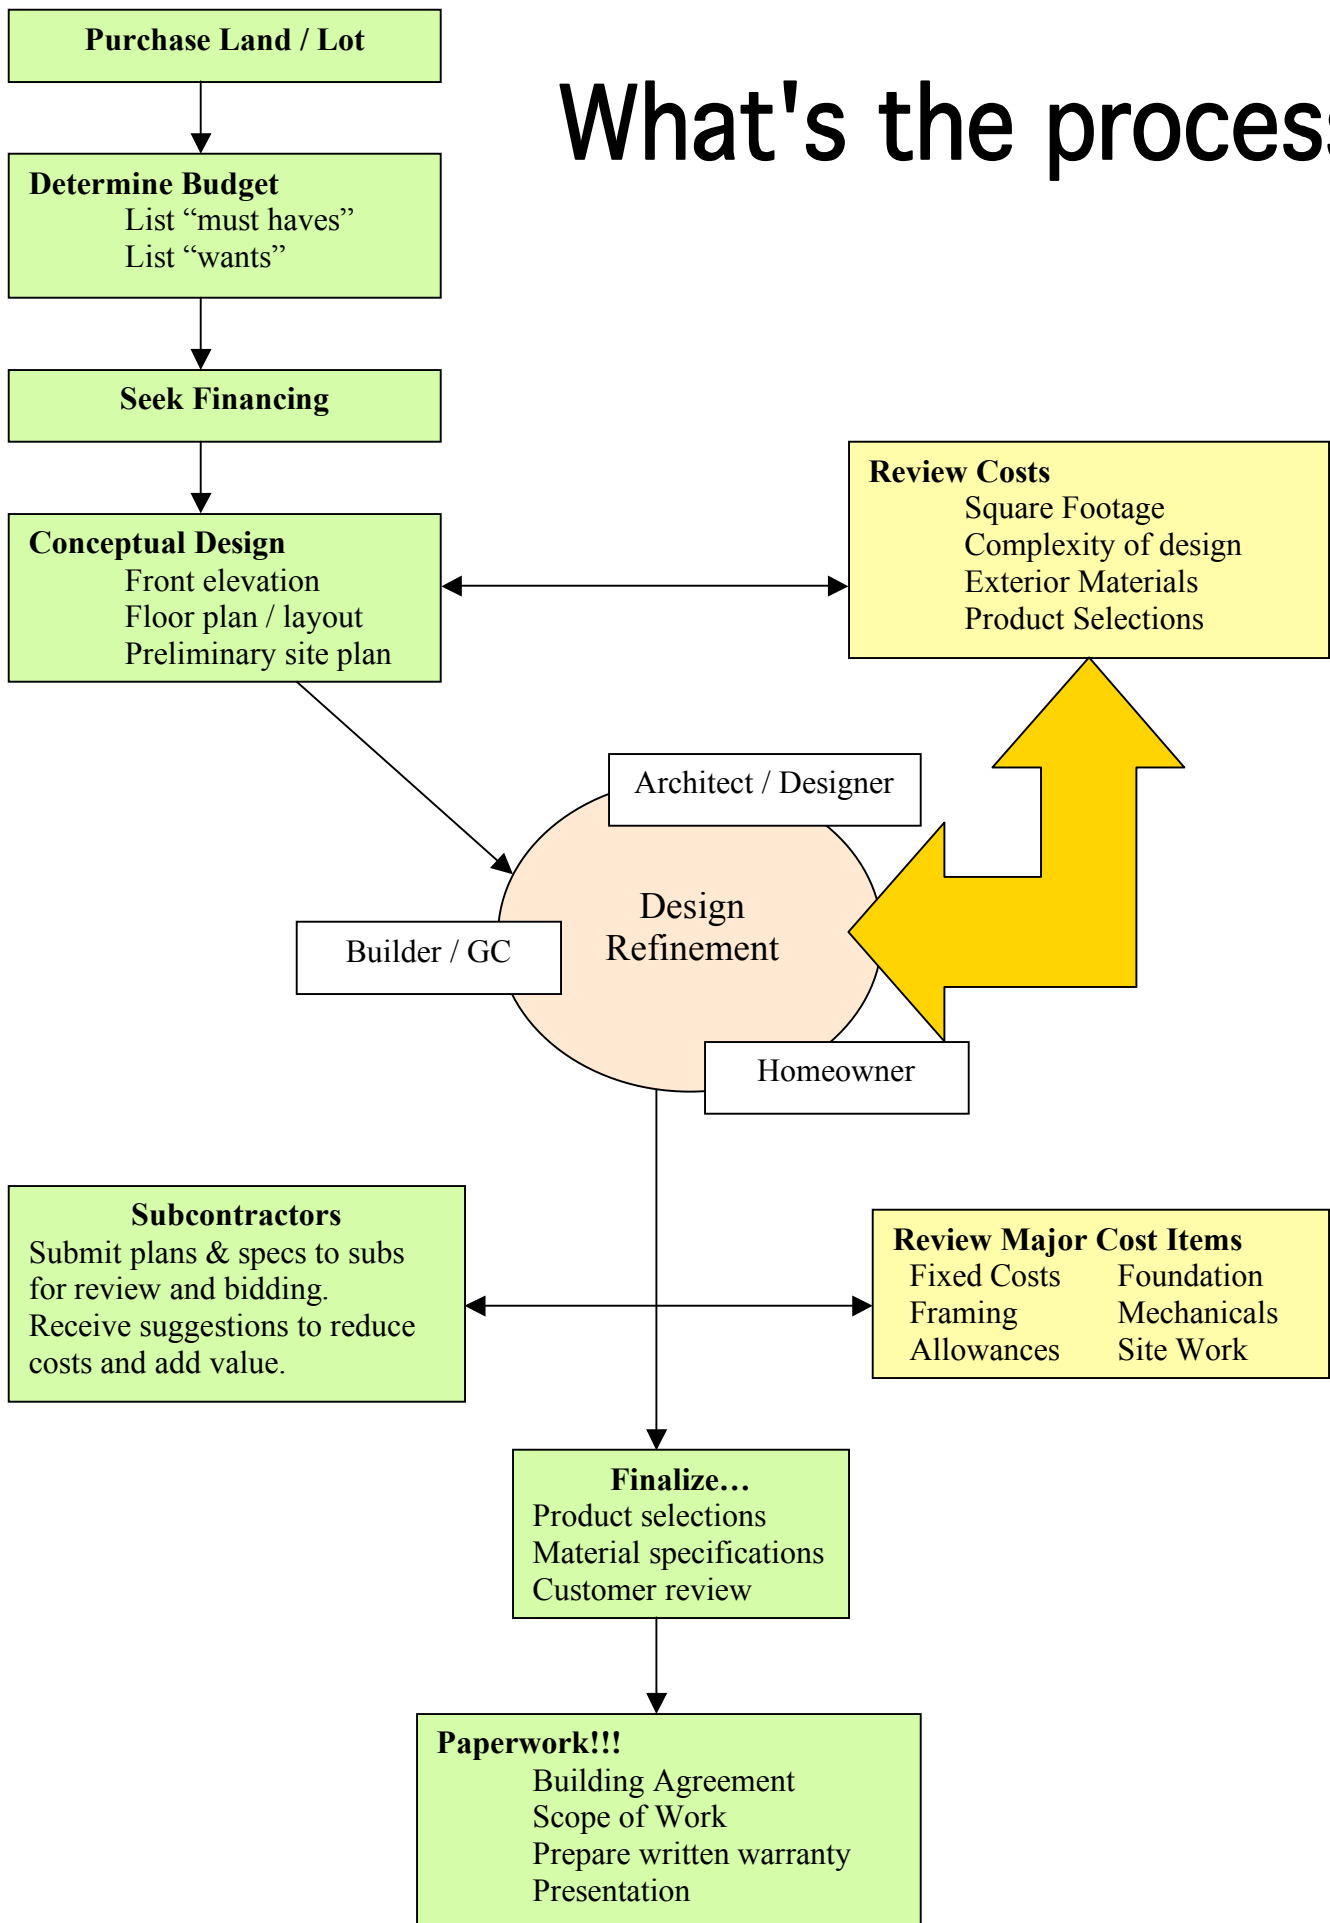 Purchase Land / Lot
What's the process
Determine Budget
List “must haves”
List “wants”
Seek Financing
Conceptual Design
Front elevation
Floor plan / layout
Preliminary site plan
Review Costs
Square Footage
Complexity of design
Exterior Materials
Product Selections
Architect / Designer
Design
Refinement
Builder / GC
Homeowner
Subcontractors
Submit plans & specs to subs
for review and bidding.
Receive suggestions to reduce
costs and add value.
Review Major Cost Items
Fixed Costs Foundation
Framing Mechanicals
Allowances Site Work
Finalize…
Product selections
Material specifications
Customer review
Paperwork!!!
Building Agreement
Scope of Work
Prepare written warranty
Presentation